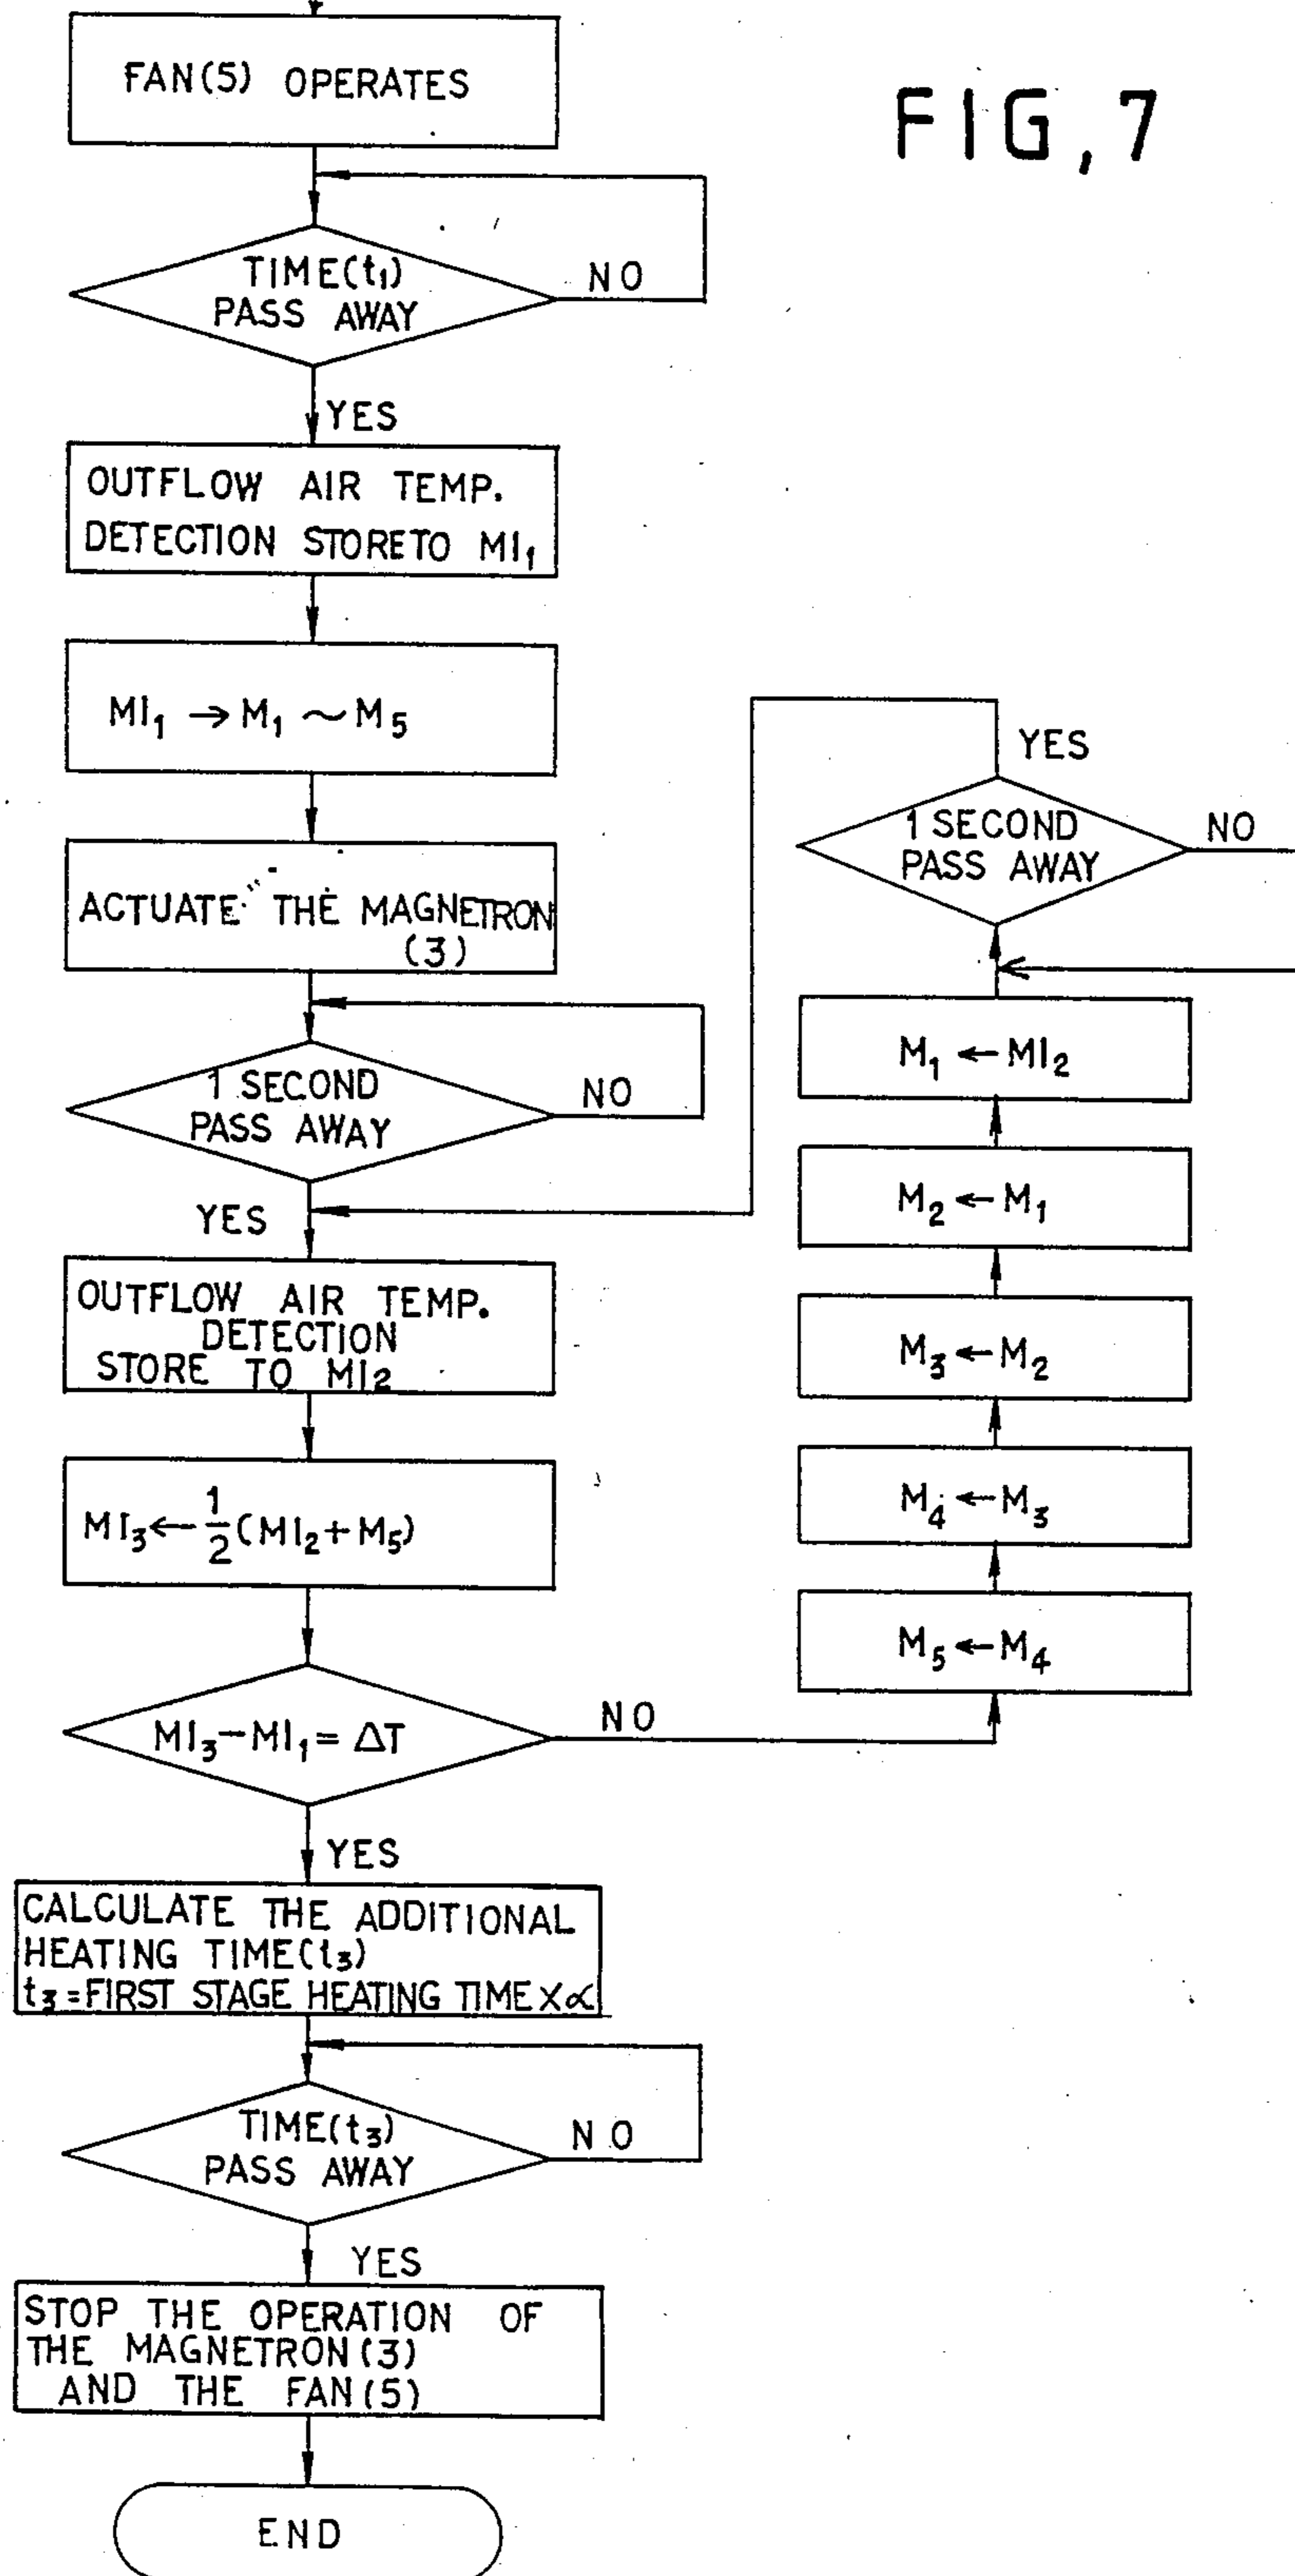 FIG,7
FAN(5) OPERATES
TIME(t₁)
PASS AWAY
NO
YES
OUTFLOW AIR TEMP.
DETECTION STORETO MI₁
MI₁ → M₁ ~ M₅
ACTUATE THE MAGNETRON
(3)
1 SECOND
PASS AWAY
NO
YES
OUTFLOW AIR TEMP.
DETECTION
STORE TO MI₂
MI₃ ← 1/2 (MI₂ + M₅)
MI₃ − MI₁ = ΔT
NO
M₅ ← M₄
M₄ ← M₃
M₃ ← M₂
M₂ ← M₁
M₁ ← MI₂
1 SECOND
PASS AWAY
NO
YES
YES
CALCULATE THE ADDITIONAL
HEATING TIME(t₃)
t₃=FIRST STAGE HEATING TIME X∝
TIME(t₃)
PASS AWAY
NO
YES
STOP THE OPERATION OF
THE MAGNETRON(3)
AND THE FAN(5)
END